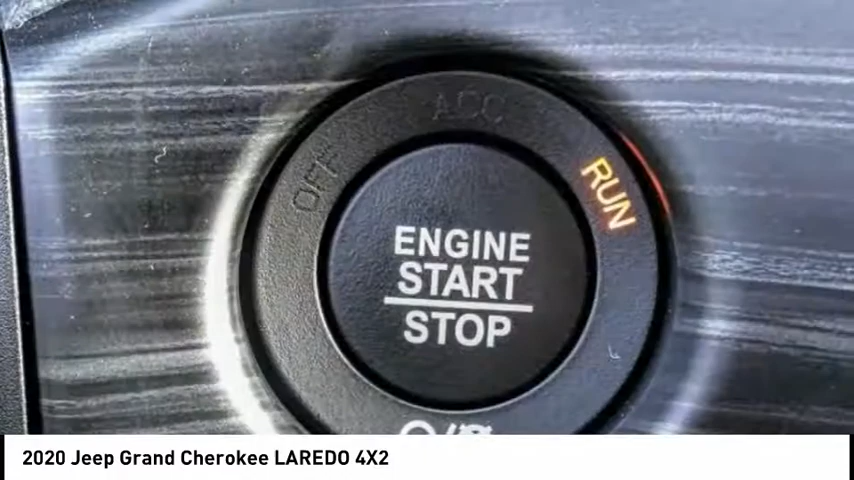 ACC
OFF
RUN
ENGINE
START
STOP
2020 Jeep Grand Cherokee LAREDO 4X2